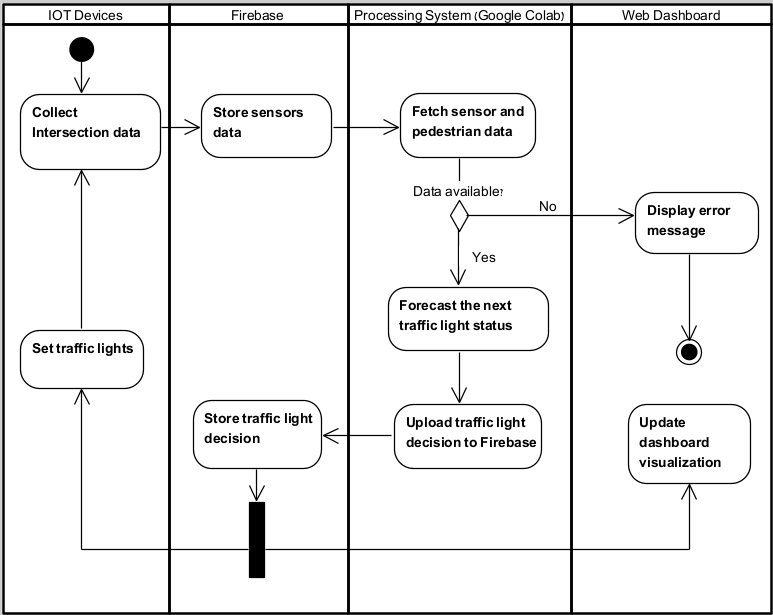 IOT Devices
Firebase
Processing System (Google Colab)
Web Dashboard
Collect
Intersection data
Store sensors
data
Fetch sensor and
pedestrian data
Data available?
No
Display error
message
Yes
Forecast the next
traffic light status
Set traffic lights
Store traffic light
decision
Upload traffic light
decision to Firebase
Update
dashboard
visualization